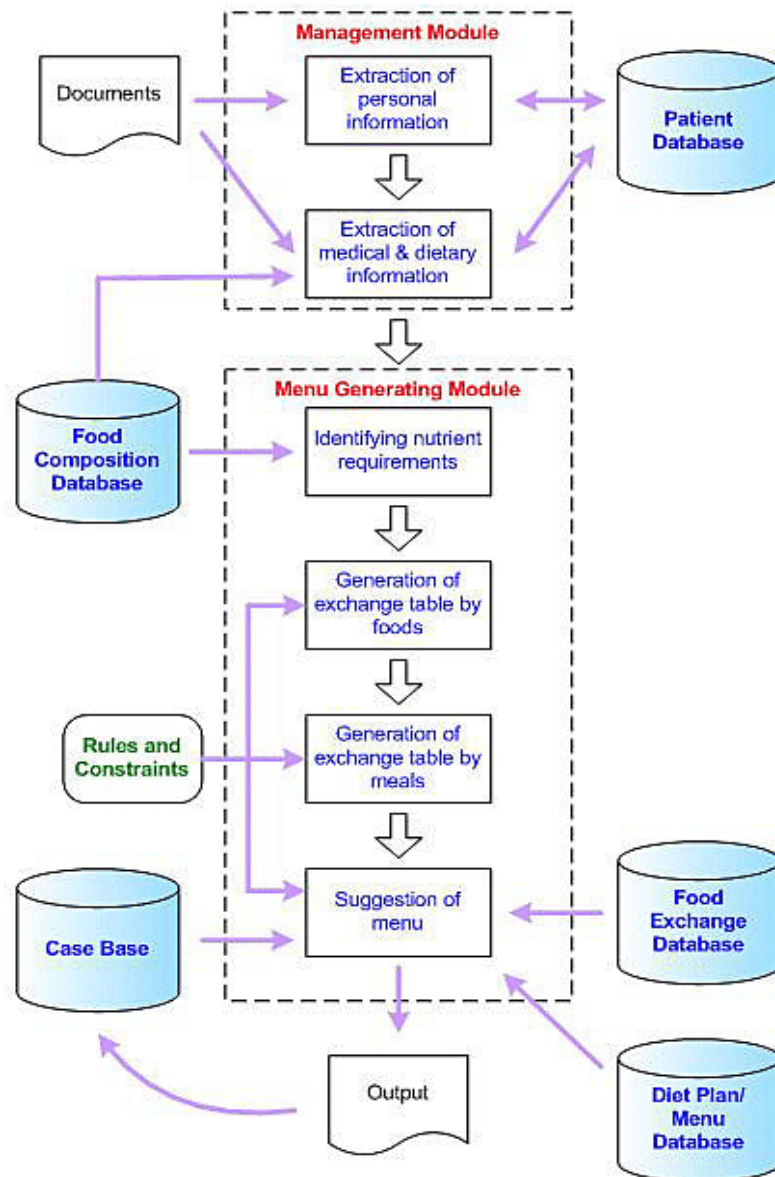 Management Module
Documents
Extraction of
personal
information
Patient
Database
Extraction of
medical & dietary
information
Menu Generating Module
Food
Composition
Database
Identifying nutrient
requirements
Generation of
exchange table by
foods
Rules and
Constraints
Generation of
exchange table by
meals
Case Base
Suggestion of
menu
Food
Exchange
Database
Output
Diet Plan/
Menu
Database